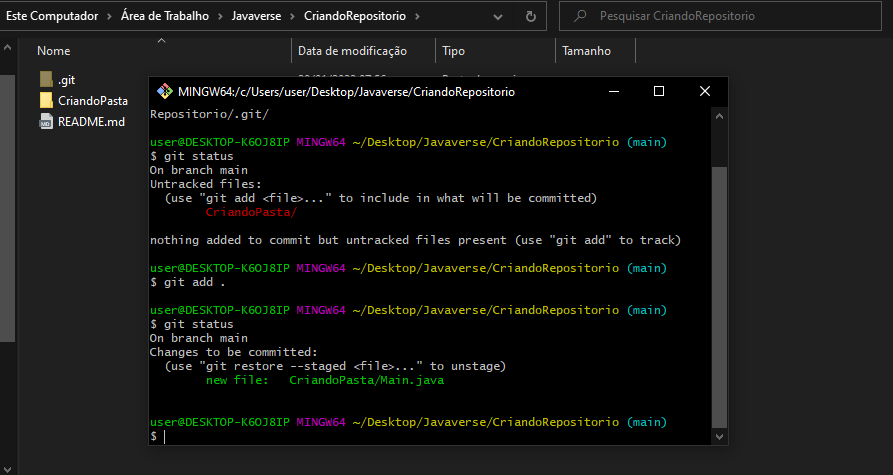 Este Computador > Área de Trabalho > Javaverse > CriandoRepositorio >
Pesquisar CriandoRepositorio
Nome
Data de modificação
Tipo
Tamanho
.git
CriandoPasta
README.md
MINGW64:/c/Users/user/Desktop/Javaverse/CriandoRepositorio
Repositorio/.git/
user@DESKTOP-K6OJ8IP MINGW64 ~/Desktop/Javaverse/CriandoRepositorio (main)
$ git status
On branch main
Untracked files:
(use "git add <file>..." to include in what will be committed)
CriandoPasta/
nothing added to commit but untracked files present (use "git add" to track)
user@DESKTOP-K6OJ8IP MINGW64 ~/Desktop/Javaverse/CriandoRepositorio (main)
$ git add .
user@DESKTOP-K6OJ8IP MINGW64 ~/Desktop/Javaverse/CriandoRepositorio (main)
$ git status
On branch main
Changes to be committed:
(use "git restore --staged <file>..." to unstage)
new file:   CriandoPasta/Main.java
user@DESKTOP-K6OJ8IP MINGW64 ~/Desktop/Javaverse/CriandoRepositorio (main)
$